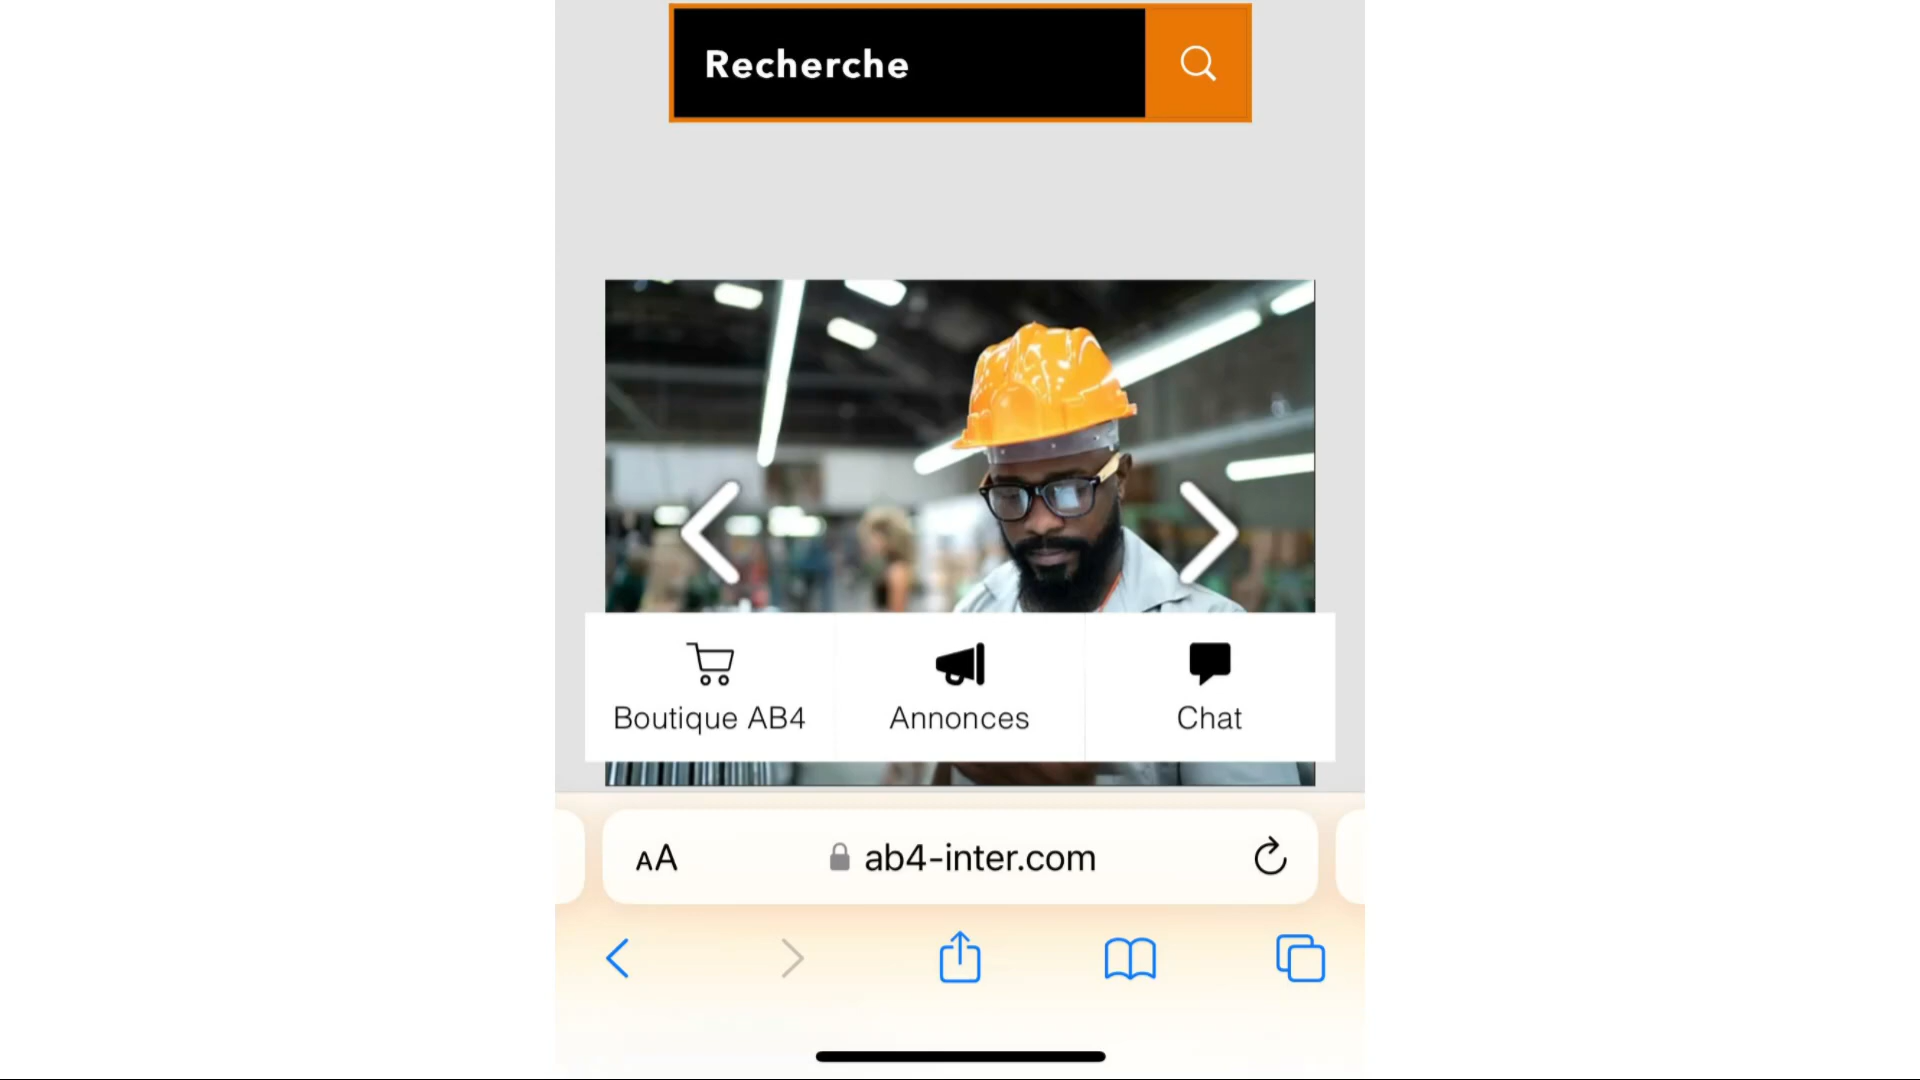 Recherche
Boutique AB4
Annonces
Chat
AA
ab4-inter.com